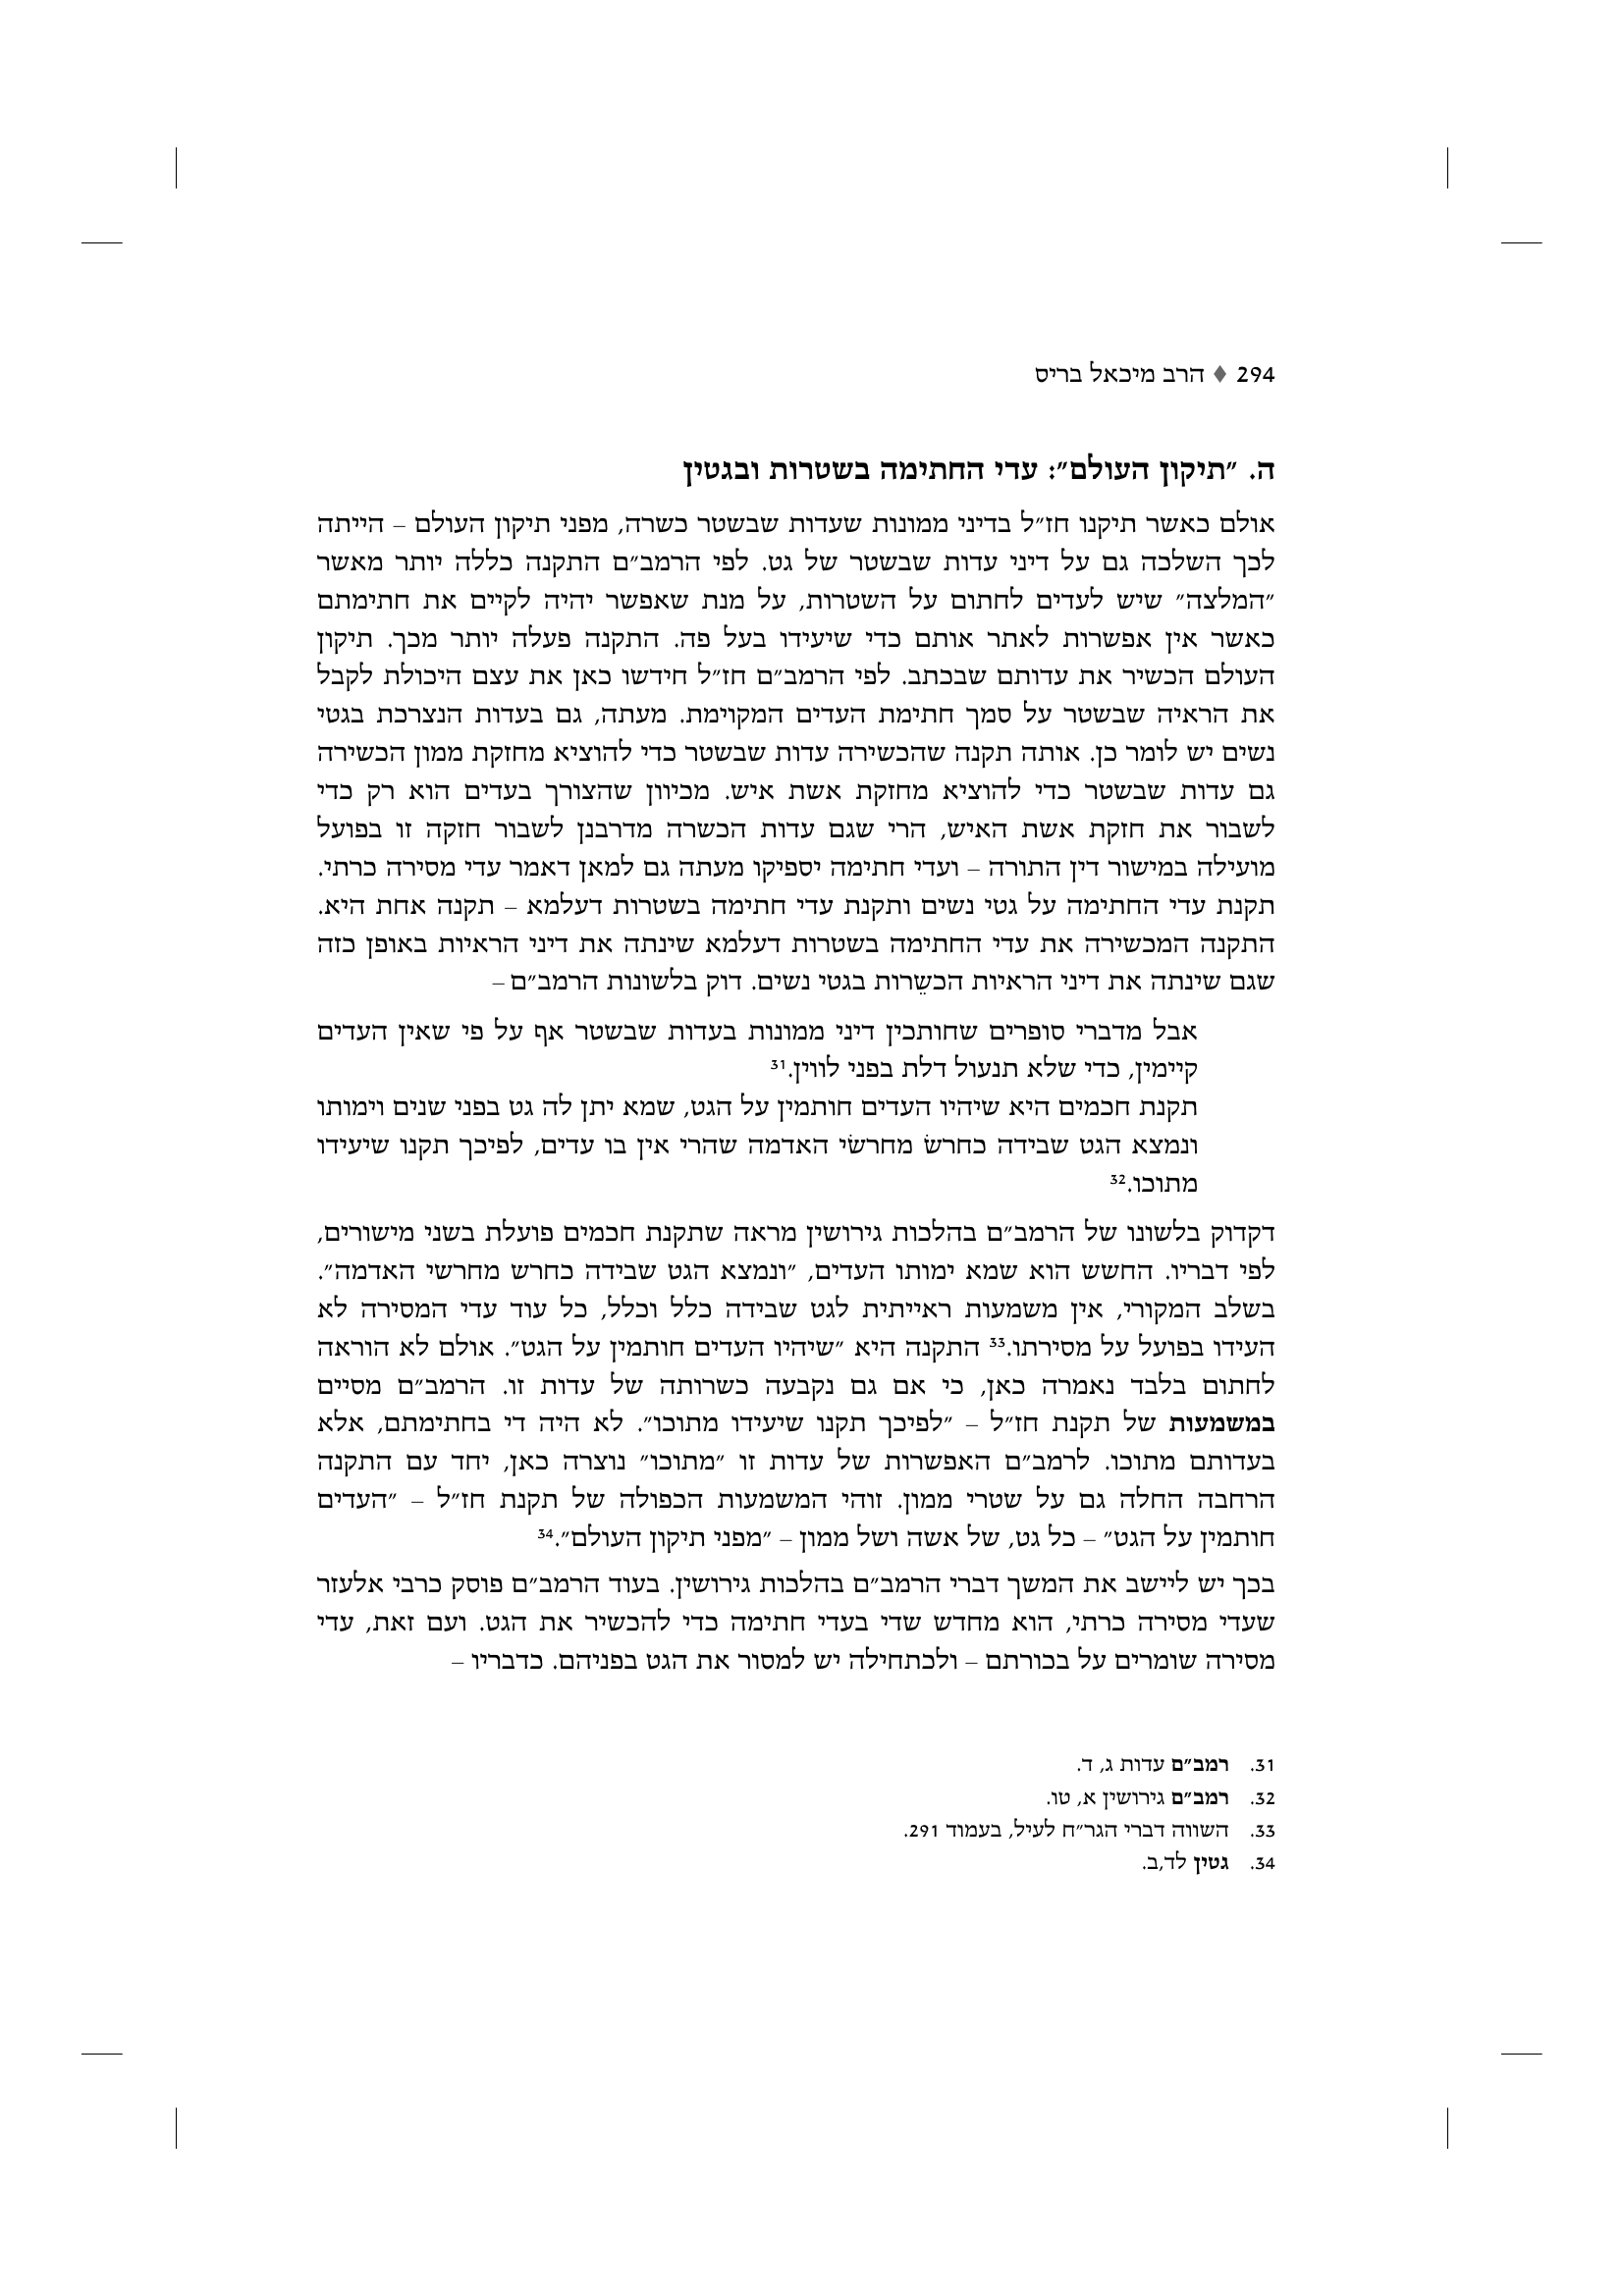 294 ♦ הרב מיכאל בריס
ה. ״תיקון העולם״: עדי החתימה בשטרות ובגטין
אולם כאשר תיקנו חז״ל בדיני ממונות שעדות שבשטר כשרה, מפני תיקון העולם – הייתה
לכך השלכה גם על דיני עדות שבשטר של גט. לפי הרמב״ם התקנה כללה יותר מאשר
״המלצה״ שיש לעדים לחתום על השטרות, על מנת שאפשר יהיה לקיים את חתימתם
כאשר אין אפשרות לאתר אותם כדי שיעידו בעל פה. התקנה פעלה יותר מכך. תיקון
העולם הכשיר את עדותם שבכתב. לפי הרמב״ם חז״ל חידשו כאן את עצם היכולת לקבל
את הראיה שבשטר על סמך חתימת העדים המקוימת. מעתה, גם בעדות הנצרכת בגטי
נשים יש לומר כן. אותה תקנה שהכשירה עדות שבשטר כדי להוציא מחזקת ממון הכשירה
גם עדות שבשטר כדי להוציא מחזקת אשת איש. מכיוון שהצורך בעדים הוא רק כדי
לשבור את חזקת אשת האיש, הרי שגם עדות הכשרה מדרבנן לשבור חזקה זו בפועל
מועילה במישור דין התורה – ועדי חתימה יספיקו מעתה גם למאן דאמר עדי מסירה כרתי.
תקנת עדי החתימה על גטי נשים ותקנת עדי חתימה בשטרות דעלמא – תקנה אחת היא.
התקנה המכשירה את עדי החתימה בשטרות דעלמא שינתה את דיני הראיות באופן כזה
שגם שינתה את דיני הראיות הכשֵרות בגטי נשים. דוק בלשונות הרמב״ם –
אבל מדברי סופרים שחותכין דיני ממונות בעדות שבשטר אף על פי שאין העדים
קיימין, כדי שלא תנעול דלת בפני לווין.31
תקנת חכמים היא שיהיו העדים חותמין על הגט, שמא יתן לה גט בפני שנים וימותו
ונמצא הגט שבידה כחרשׂ מחרשׂי האדמה שהרי אין בו עדים, לפיכך תקנו שיעידו
מתוכו.32
דקדוק בלשונו של הרמב״ם בהלכות גירושין מראה שתקנת חכמים פועלת בשני מישורים,
לפי דבריו. החשש הוא שמא ימותו העדים, ״ונמצא הגט שבידה כחרש מחרשי האדמה״.
בשלב המקורי, אין משמעות ראייתית לגט שבידה כלל וכלל, כל עוד עדי המסירה לא
העידו בפועל על מסירתו.33 התקנה היא ״שיהיו העדים חותמין על הגט״. אולם לא הוראה
לחתום בלבד נאמרה כאן, כי אם גם נקבעה כשרותה של עדות זו. הרמב״ם מסיים
במשמעות של תקנת חז״ל – ״לפיכך תקנו שיעידו מתוכו״. לא היה די בחתימתם, אלא
בעדותם מתוכו. לרמב״ם האפשרות של עדות זו ״מתוכו״ נוצרה כאן, יחד עם התקנה
הרחבה החלה גם על שטרי ממון. זוהי המשמעות הכפולה של תקנת חז״ל – ״העדים
חותמין על הגט״ – כל גט, של אשה ושל ממון – ״מפני תיקון העולם״.34
בכך יש ליישב את המשך דברי הרמב״ם בהלכות גירושין. בעוד הרמב״ם פוסק כרבי אלעזר
שעדי מסירה כרתי, הוא מחדש שדי בעדי חתימה כדי להכשיר את הגט. ועם זאת, עדי
מסירה שומרים על בכורתם – ולכתחילה יש למסור את הגט בפניהם. כדבריו –
31. רמב״ם עדות ג, ד.
32. רמב״ם גירושין א, טו.
33. השווה דברי הגר״ח לעיל, בעמוד 291.
34. גטין לד,ב.